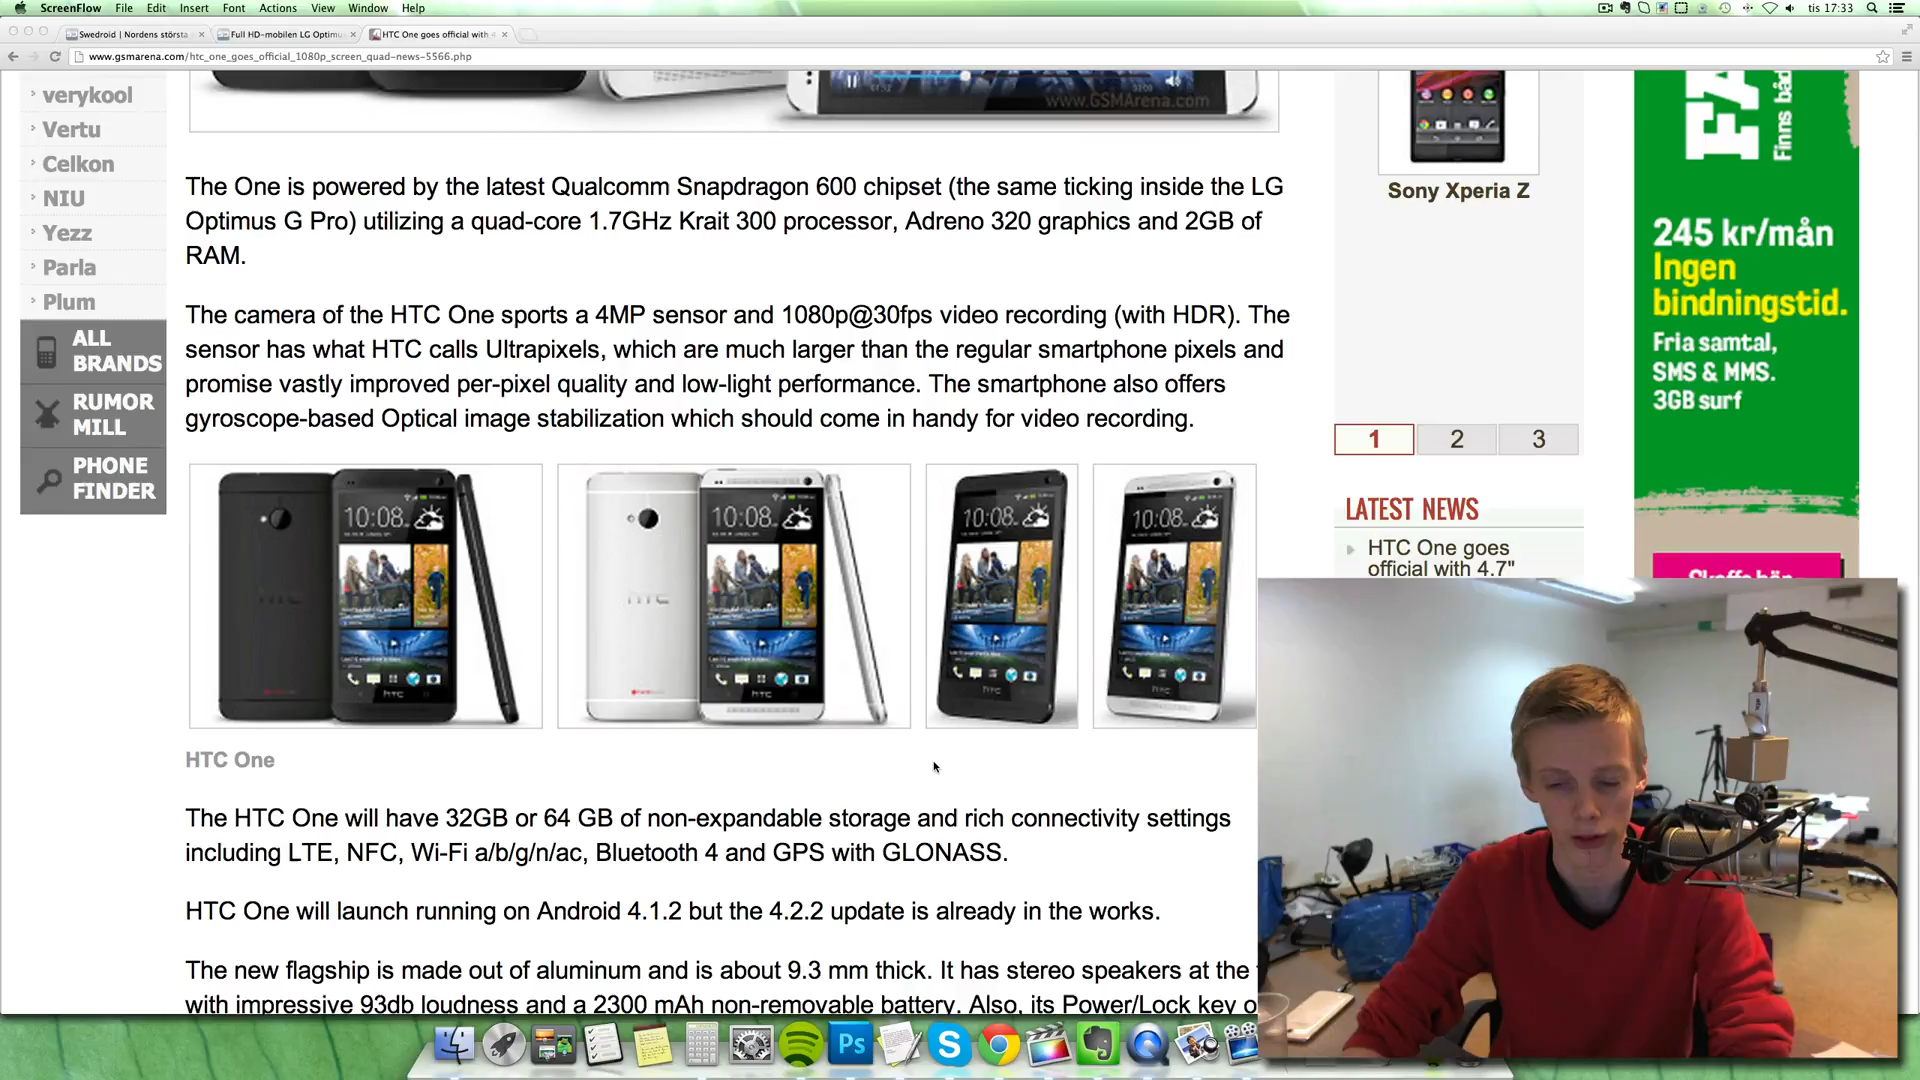 ScreenFlow File Edit Insert Font Actions View Window Help tis 17:33
Swedroid | Nordens största
Full HD-mobilen LG Optimu
HTC One goes official with 4
www.gsmarena.com/htc_one_goes_official_1080p_screen_quad-news-5566.php
verykool
Vertu
Celkon
NIU
Yezz
Parla
Plum
ALL
BRANDS
RUMOR
MILL
PHONE
FINDER
www.GSMArena.com
The One is powered by the latest Qualcomm Snapdragon 600 chipset (the same ticking inside the LG
Optimus G Pro) utilizing a quad-core 1.7GHz Krait 300 processor, Adreno 320 graphics and 2GB of
RAM.
The camera of the HTC One sports a 4MP sensor and 1080p@30fps video recording (with HDR). The
sensor has what HTC calls Ultrapixels, which are much larger than the regular smartphone pixels and
promise vastly improved per-pixel quality and low-light performance. The smartphone also offers
gyroscope-based Optical image stabilization which should come in handy for video recording.
10:08
10:08
10:08
10:08
hTC
hTC
hTC
HTC One
The HTC One will have 32GB or 64 GB of non-expandable storage and rich connectivity settings
including LTE, NFC, Wi-Fi a/b/g/n/ac, Bluetooth 4 and GPS with GLONASS.
HTC One will launch running on Android 4.1.2 but the 4.2.2 update is already in the works.
The new flagship is made out of aluminum and is about 9.3 mm thick. It has stereo speakers at the
with impressive 93db loudness and a 2300 mAh non-removable battery. Also, its Power/Lock key
Sony Xperia Z
1 2 3
LATEST NEWS
HTC One goes
official with 4.7"
FA
Finns båd
245 kr/mån
Ingen
bindningstid.
Fria samtal,
SMS & MMS.
3GB surf
Ps
S